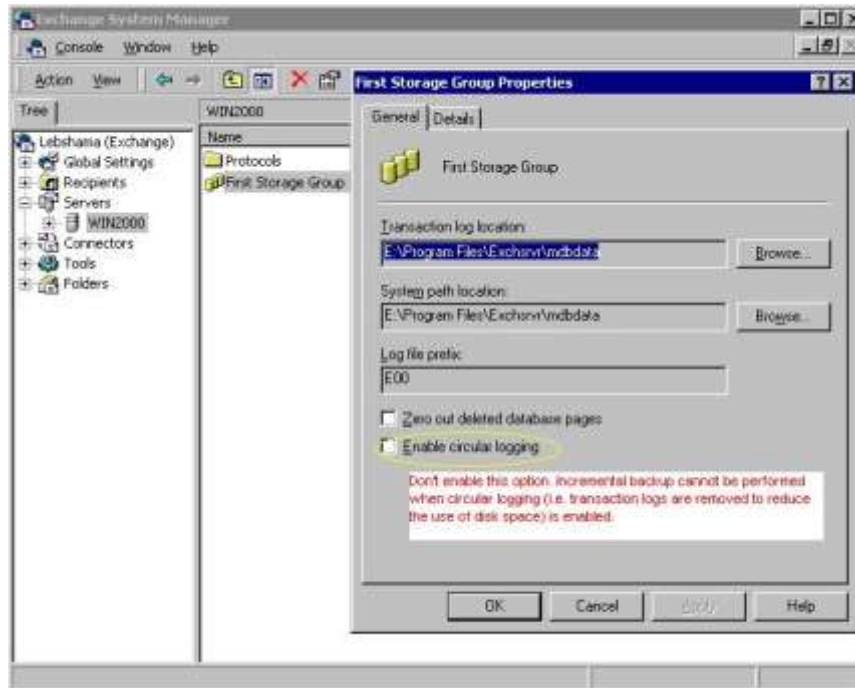 Exchange System Manager
Console Window Help
Action View
First Storage Group Properties
Tree
WIN2000
General Details
Lebshama (Exchange)
Global Settings
Recipients
Servers
WIN2000
Connectors
Tools
Folders
Name
Protocols
First Storage Group
First Storage Group
Transaction log location:
E:\Program Files\Exchsrvr\mdbdata
Browse...
System path location:
E:\Program Files\Exchsrvr\mdbdata
Browse...
Log file prefix:
E00
Zero out deleted database pages
Enable circular logging
Don't enable this option. Incremental backup cannot be performed
when circular logging (i.e. transaction logs are removed to reduce
the use of disk space) is enabled.
OK Cancel Apply Help